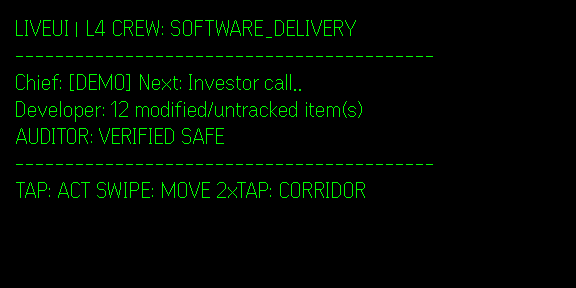 LIVEUI | L4 CREW: SOFTWARE_DELIVERY
------------------------------------------
Chief: [DEMO] Next: Investor call..
Developer: 12 modified/untracked item(s)
AUDITOR: VERIFIED SAFE
------------------------------------------
TAP: ACT SWIPE: MOVE 2xTAP: CORRIDOR